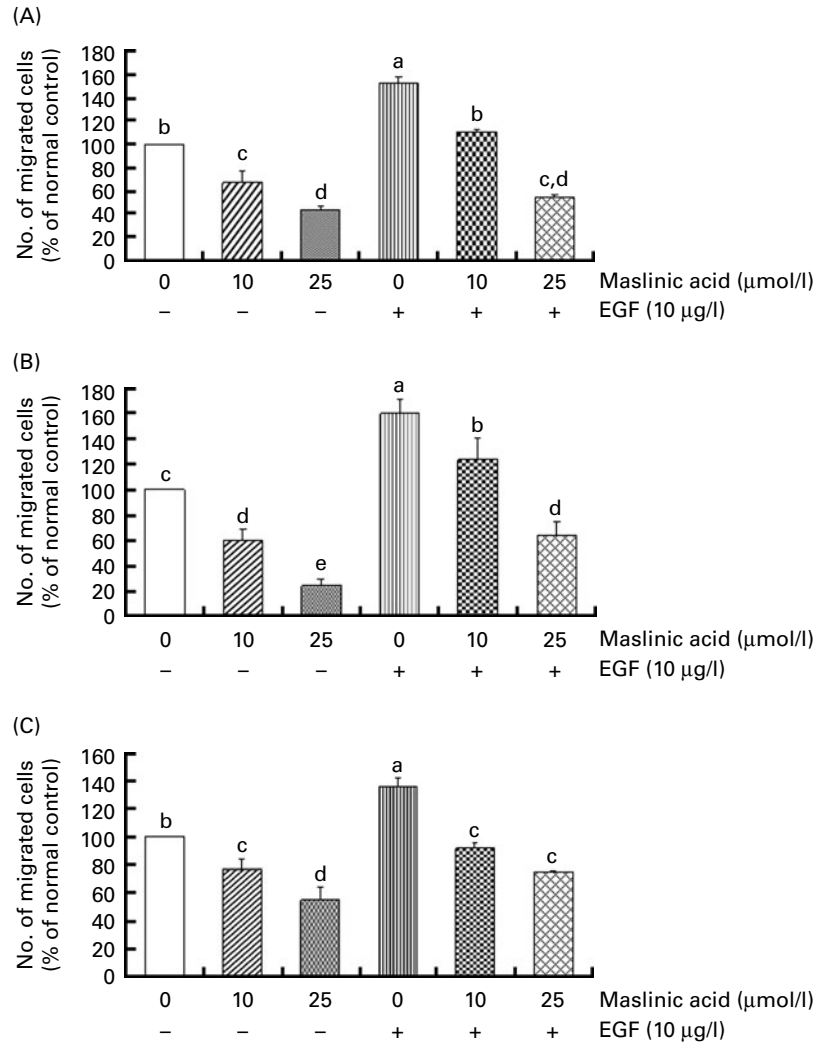 (A)
No. of migrated cells
(% of normal control)
180
160
140
120
100
80
60
40
20
0
b
c
d
a
b
c,d
0 10 25 0 10 25 Maslinic acid (μmol/l)
– – – + + + EGF (10 μg/l)
(B)
No. of migrated cells
(% of normal control)
180
160
140
120
100
80
60
40
20
0
c
d
e
a
b
d
0 10 25 0 10 25 Maslinic acid (μmol/l)
– – – + + + EGF (10 μg/l)
(C)
No. of migrated cells
(% of normal control)
160
140
120
100
80
60
40
20
0
b
c
d
a
c
c
0 10 25 0 10 25 Maslinic acid (μmol/l)
– – – + + + EGF (10 μg/l)